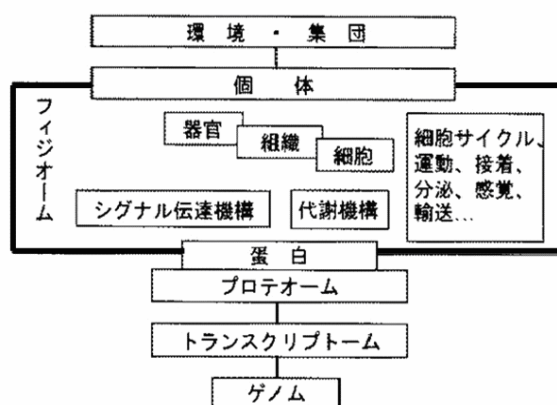 環境・集団
個体
フィジオーム
器官
組織
細胞
細胞サイクル、
運動、接着、
分泌、感覚、
輸送...
シグナル伝達機構
代謝機構
蛋白
プロテオーム
トランスクリプトーム
ゲノム